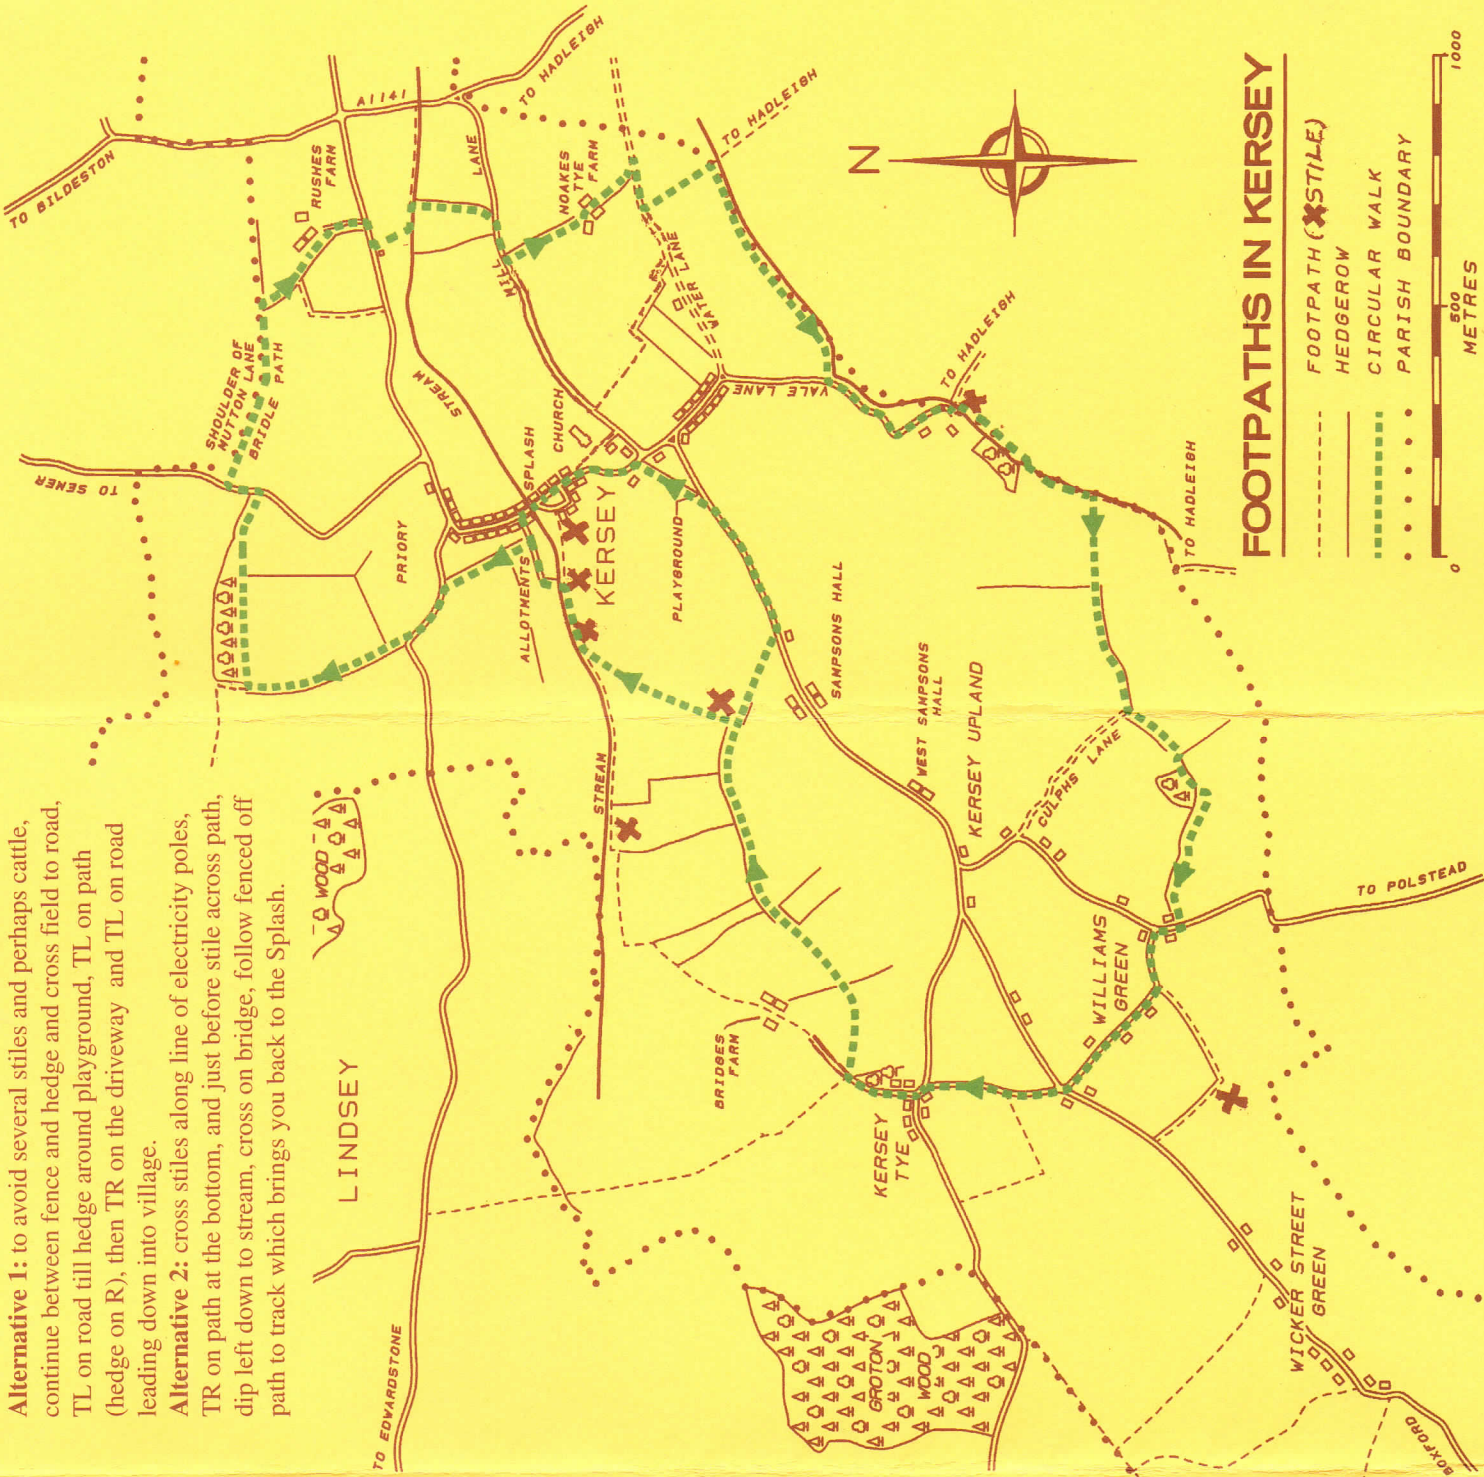 Alternative 1: to avoid several stiles and perhaps cattle,
continue between fence and hedge and cross field to road,
TL on road till hedge around playground, TL on path
(hedge on R), then TR on the driveway and TL on road
leading down into village.
Alternative 2: cross stiles along line of electricity poles,
TR on path at the bottom, and just before stile across path,
dip left down to stream, cross on bridge, follow fenced off
path to track which brings you back to the Splash.
TO BILDESTON
A1141
TO HADLEIGH
RUSHES
FARM
LANE
NOAKES
TYE
FARM
TO HADLEIGH
SHOULDER OF
MUTTON LANE
BRIDLE PATH
MILL
WATER LANE
STREAM
TO SEMER
SPLASH
CHURCH
VALE LANE
TO HADLEIGH
PRIORY
ALLOTMENTS
KERSEY
PLAYGROUND
TO HADLEIGH
SAMPSONS HALL
WEST SAMPSONS
HALL
KERSEY UPLAND
CULPHS LANE
STREAM
WOOD
LINDSEY
BRIDGES
FARM
WILLIAMS
GREEN
TO POLSTEAD
KERSEY
TYE
WICKER STREET
GREEN
GROTON
WOOD
TO EDWARDSTONE
BOXFORD
N
FOOTPATHS IN KERSEY
FOOTPATH (XSTILE)
HEDGEROW
CIRCULAR WALK
PARISH BOUNDARY
0
500
1000
METRES